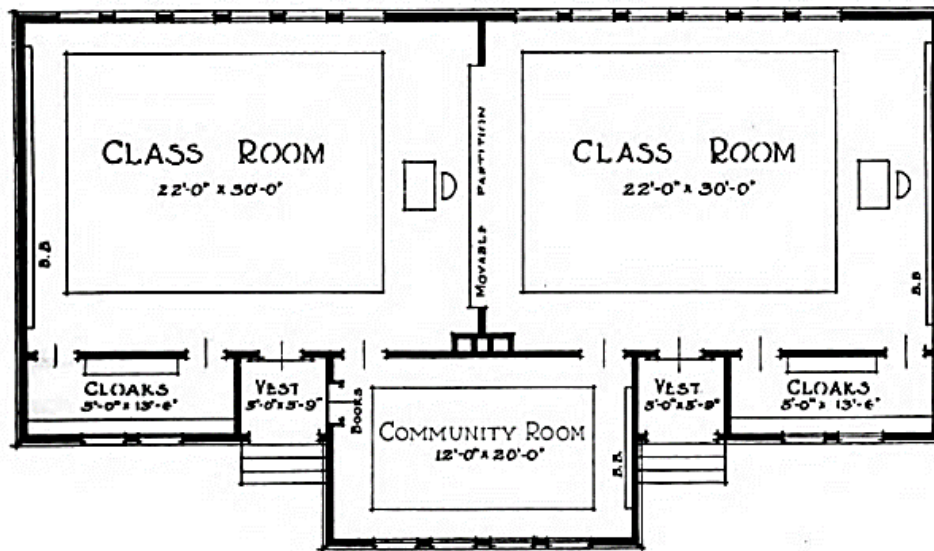 CLASS ROOM
22'-0" x 30'-0"
B.B
MOVABLE PARTITION
CLASS ROOM
22'-0" x 30'-0"
B.B
CLOAKS
5'-0" x 13'-6"
VEST
5'-0" x 5'-9"
BOOKS
COMMUNITY ROOM
12'-0" x 20'-0"
B.B.
VEST.
5'-0" x 5'-9"
CLOAKS
5'-0" x 13'-6"